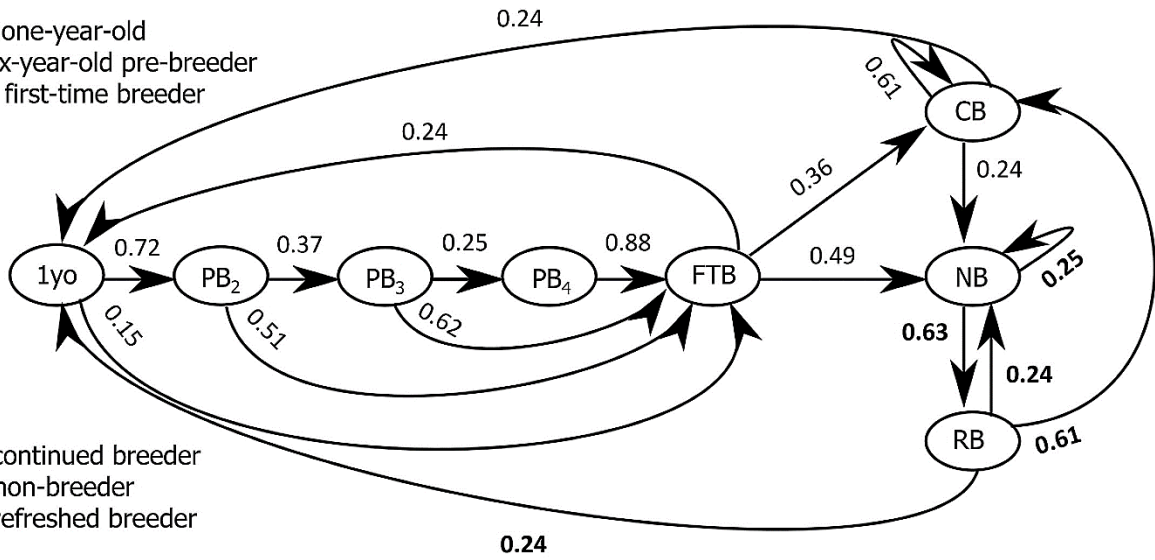 one-year-old
x-year-old pre-breeder
first-time breeder
0.24
0.61
CB
0.24
0.36
0.24
1yo
0.72
PB₂
0.37
PB₃
0.25
PB₄
0.88
FTB
0.49
NB
0.25
0.15
0.51
0.62
0.63
0.24
RB
0.61
continued breeder
non-breeder
refreshed breeder
0.24